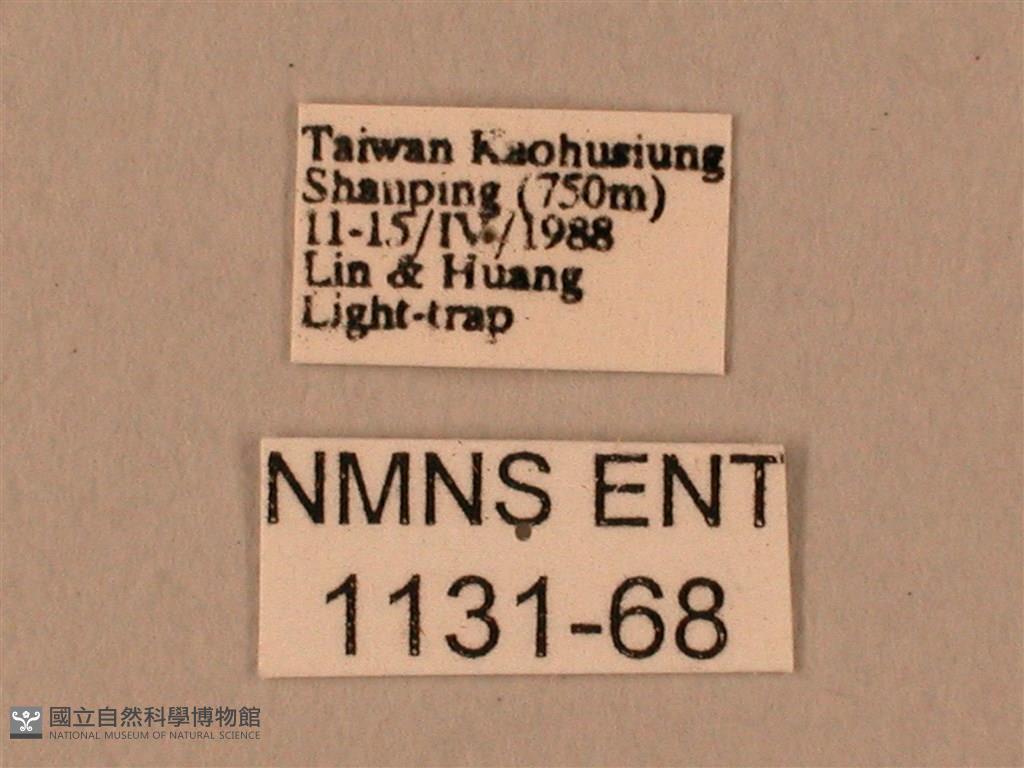 Taiwan Kaohusiung
Shanping (750m)
11-15/IV/1988
Lin & Huang
Light-trap
NMNS ENT
1131-68
國立自然科學博物館
NATIONAL MUSEUM OF NATURAL SCIENCE